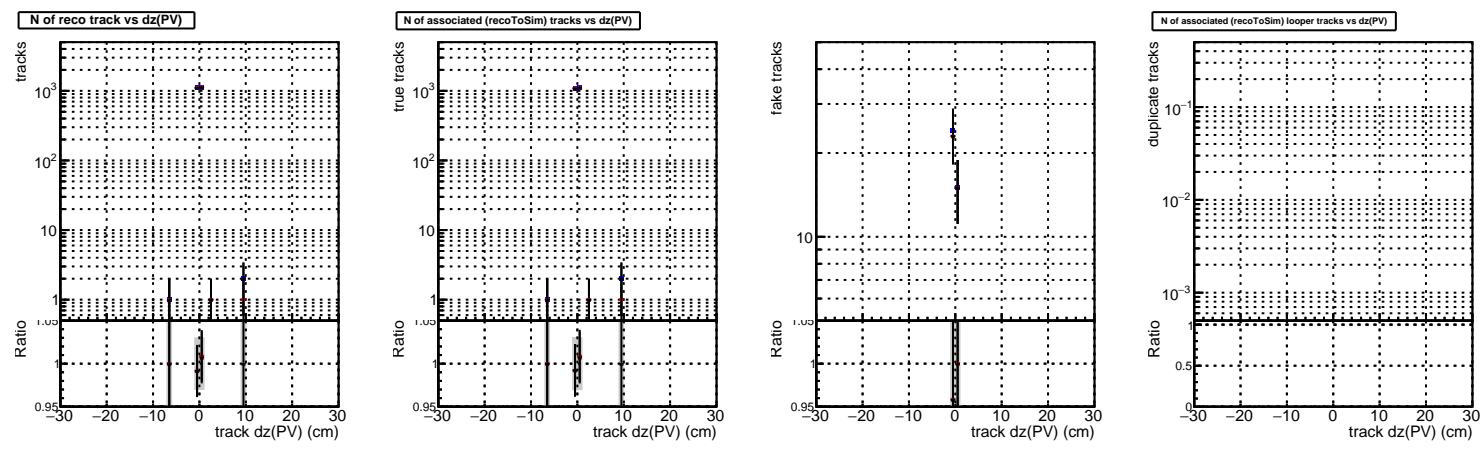 N of reco track vs dz(PV)
tracks
10³
10²
10
1
1.05
Ratio
1
0.95
−30 −20 −10 0 10 20 30
track dz(PV) (cm)
N of associated (recoToSim) tracks vs dz(PV)
true tracks
10³
10²
10
1
1.05
Ratio
1
0.95
−30 −20 −10 0 10 20 30
track dz(PV) (cm)
fake tracks
10
1.05
Ratio
1
0.95
−30 −20 −10 0 10 20 30
track dz(PV) (cm)
N of associated (recoToSim) looper tracks vs dz(PV)
duplicate tracks
10⁻¹
10⁻²
10⁻³
Ratio
1
0.5
0
−30 −20 −10 0 10 20 30
track dz(PV) (cm)